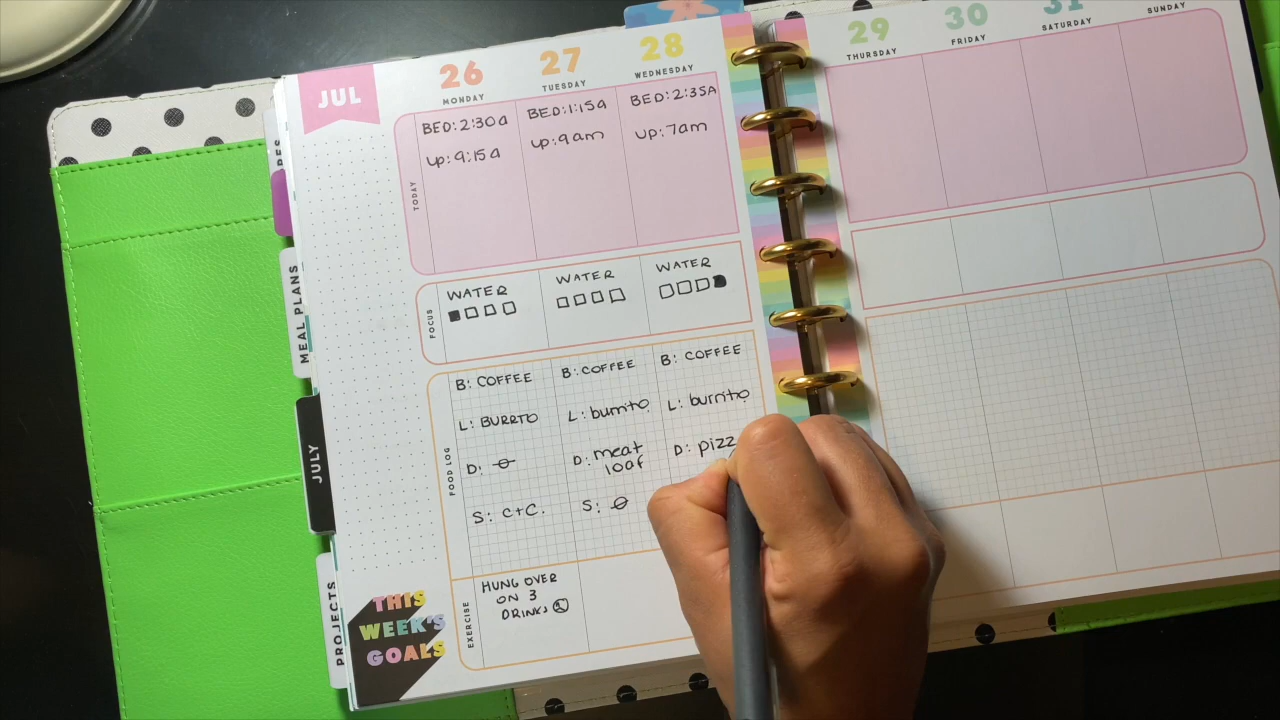 JUL
26
MONDAY
27
TUESDAY
28
WEDNESDAY
29
THURSDAY
30
FRIDAY
31
SATURDAY
SUNDAY
TODAY
BED: 2:30a
up: 9:15a
BED: 1:15a
up: 9am
BED: 2:35A
up: 7am
FOCUS
WATER
WATER
WATER
FOOD LOG
B: COFFEE
L: BURRTO
D:
S: C+C.
B: COFFEE
L: burrito
D: meat
loaf
S:
B: COFFEE
L: burrito
D: pizz
EXERCISE
HUNG OVER
ON 3
DRINKS
MEAL PLANS
JULY
PROJECTS
THIS
WEEK'S
GOALS